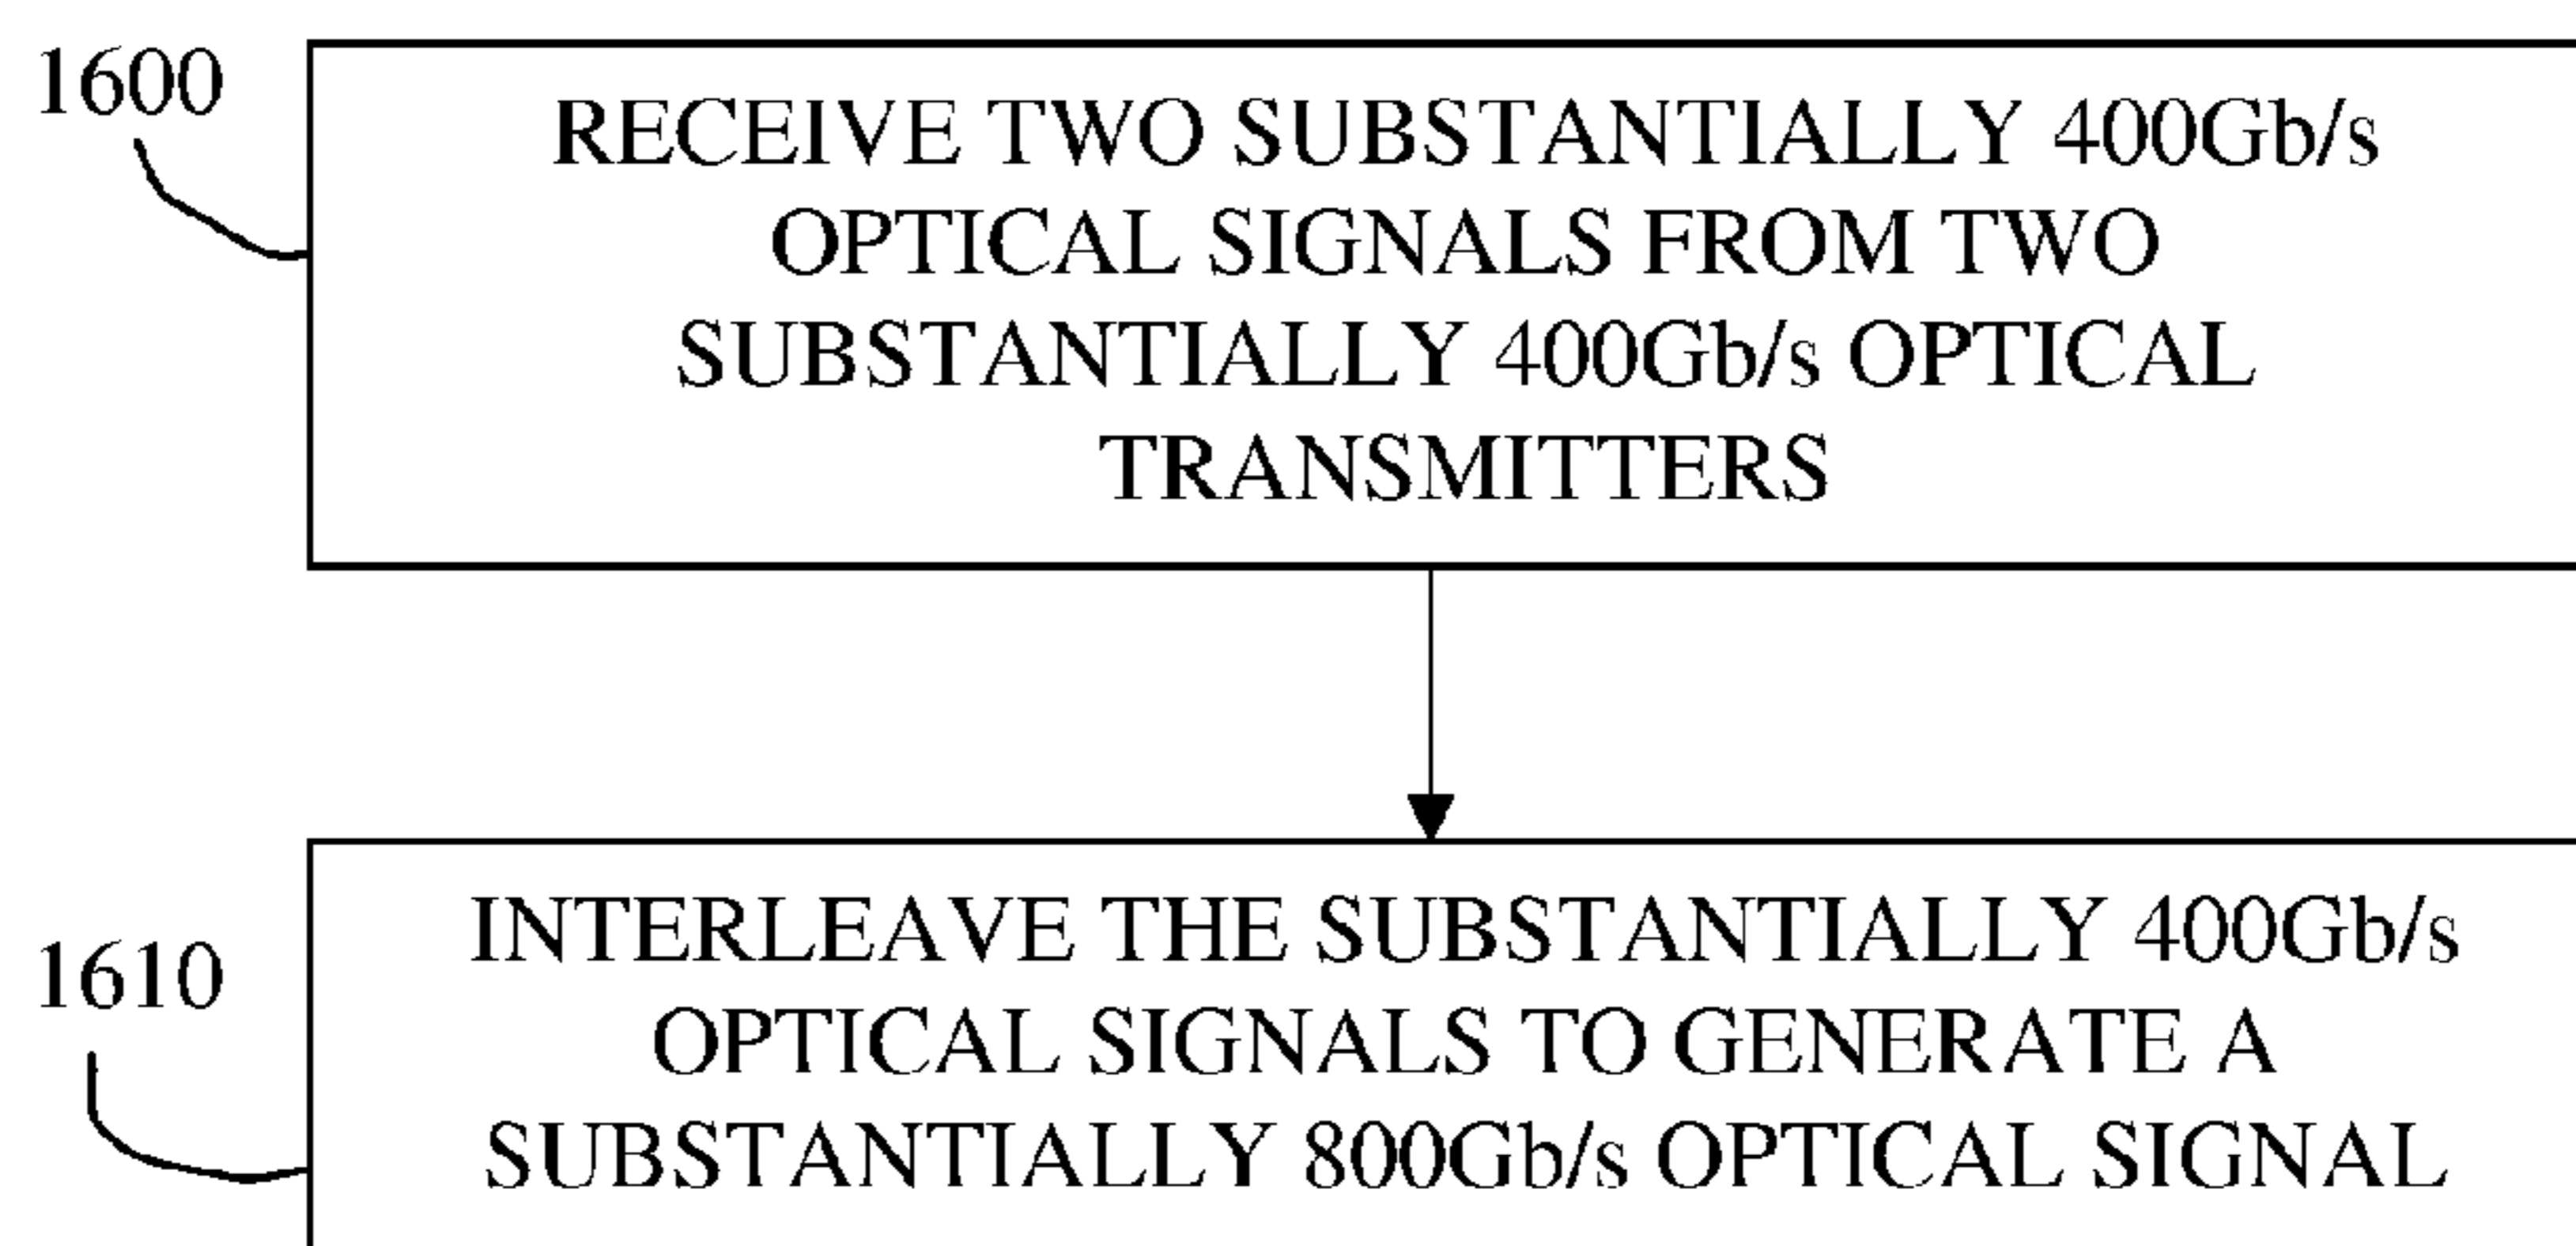 1600
RECEIVE TWO SUBSTANTIALLY 400Gb/s
OPTICAL SIGNALS FROM TWO
SUBSTANTIALLY 400Gb/s OPTICAL
TRANSMITTERS
1610
INTERLEAVE THE SUBSTANTIALLY 400Gb/s
OPTICAL SIGNALS TO GENERATE A
SUBSTANTIALLY 800Gb/s OPTICAL SIGNAL